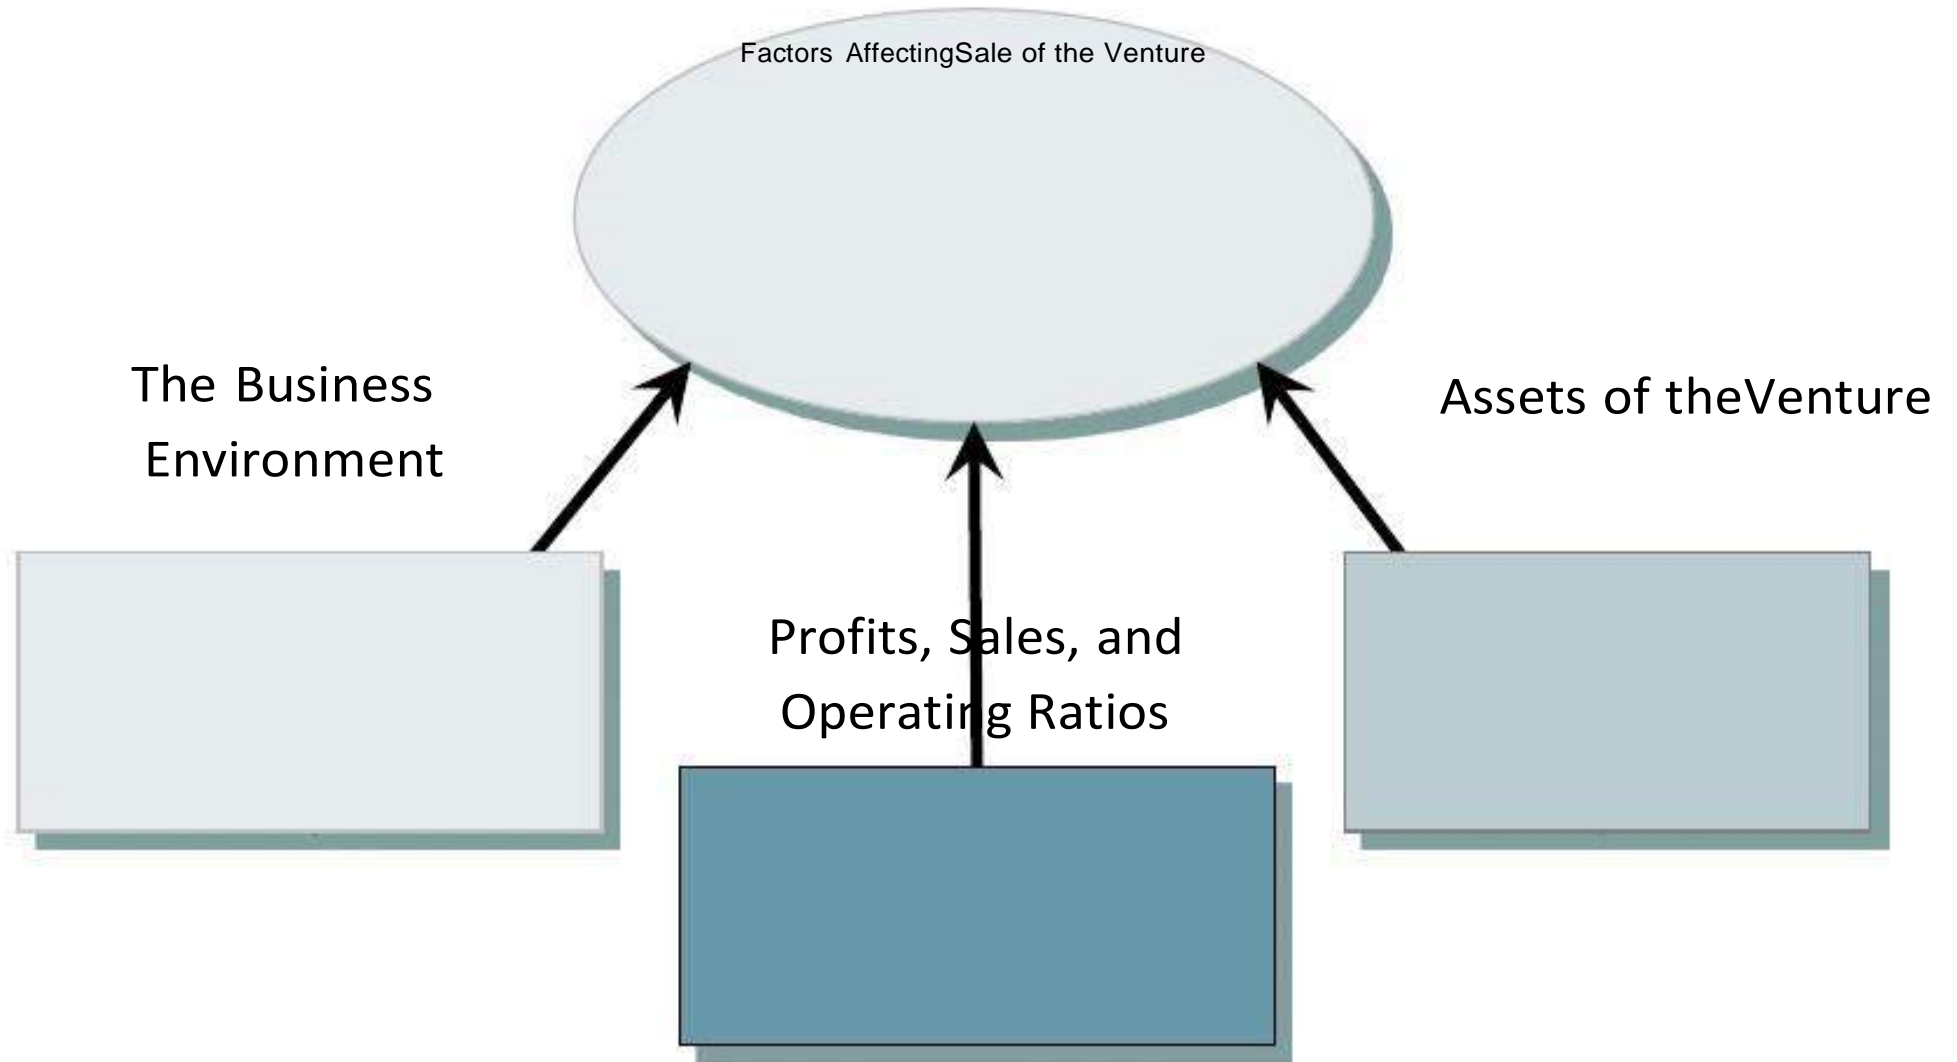 Factors AffectingSale of the Venture
The Business
Environment
Assets of theVenture
Profits, Sales, and
Operating Ratios